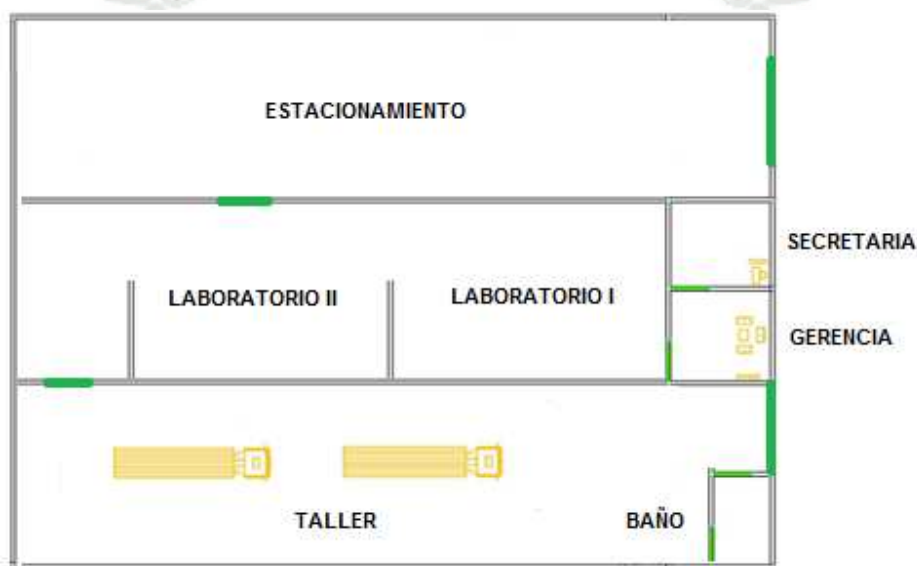 ESTACIONAMIENTO
SECRETARIA
LABORATORIO II
LABORATORIO I
GERENCIA
TALLER
BAÑO